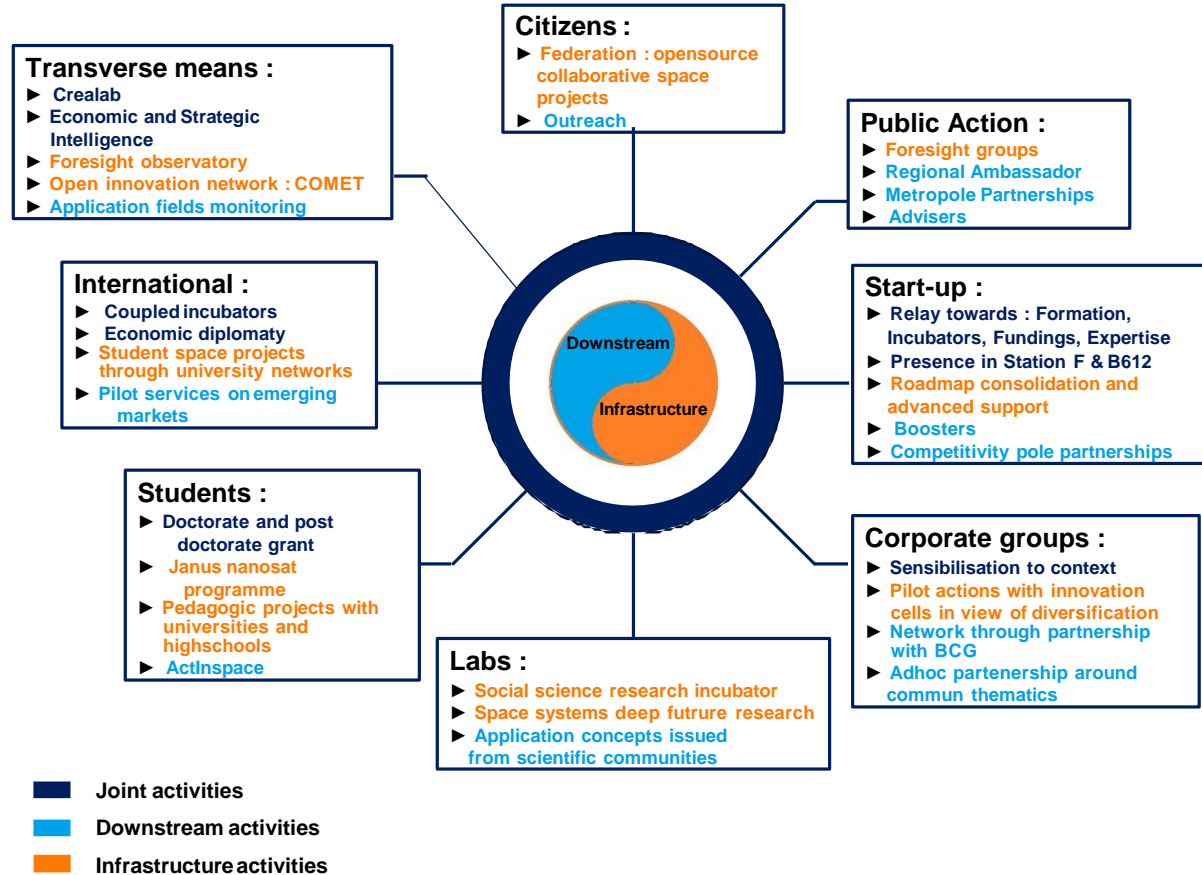 Citizens :
► Federation : opensource
collaborative space
projects
► Outreach
Transverse means :
► Crealab
► Economic and Strategic
Intelligence
► Foresight observatory
► Open innovation network : COMET
► Application fields monitoring
Public Action :
► Foresight groups
► Regional Ambassador
► Metropole Partnerships
► Advisers
International :
► Coupled incubators
► Economic diplomaty
► Student space projects
through university networks
► Pilot services on emerging
markets
Downstream
Infrastructure
Start-up :
► Relay towards : Formation,
Incubators, Fundings, Expertise
► Presence in Station F & B612
► Roadmap consolidation and
advanced support
► Boosters
► Competitivity pole partnerships
Students :
► Doctorate and post
doctorate grant
► Janus nanosat
programme
► Pedagogic projects with
universities and
highschools
► ActInspace
Labs :
► Social science research incubator
► Space systems deep futrure research
► Application concepts issued
from scientific communities
Corporate groups :
► Sensibilisation to context
► Pilot actions with innovation
cells in view of diversification
► Network through partnership
with BCG
► Adhoc partenership around
commun thematics
Joint activities
Downstream activities
Infrastructure activities